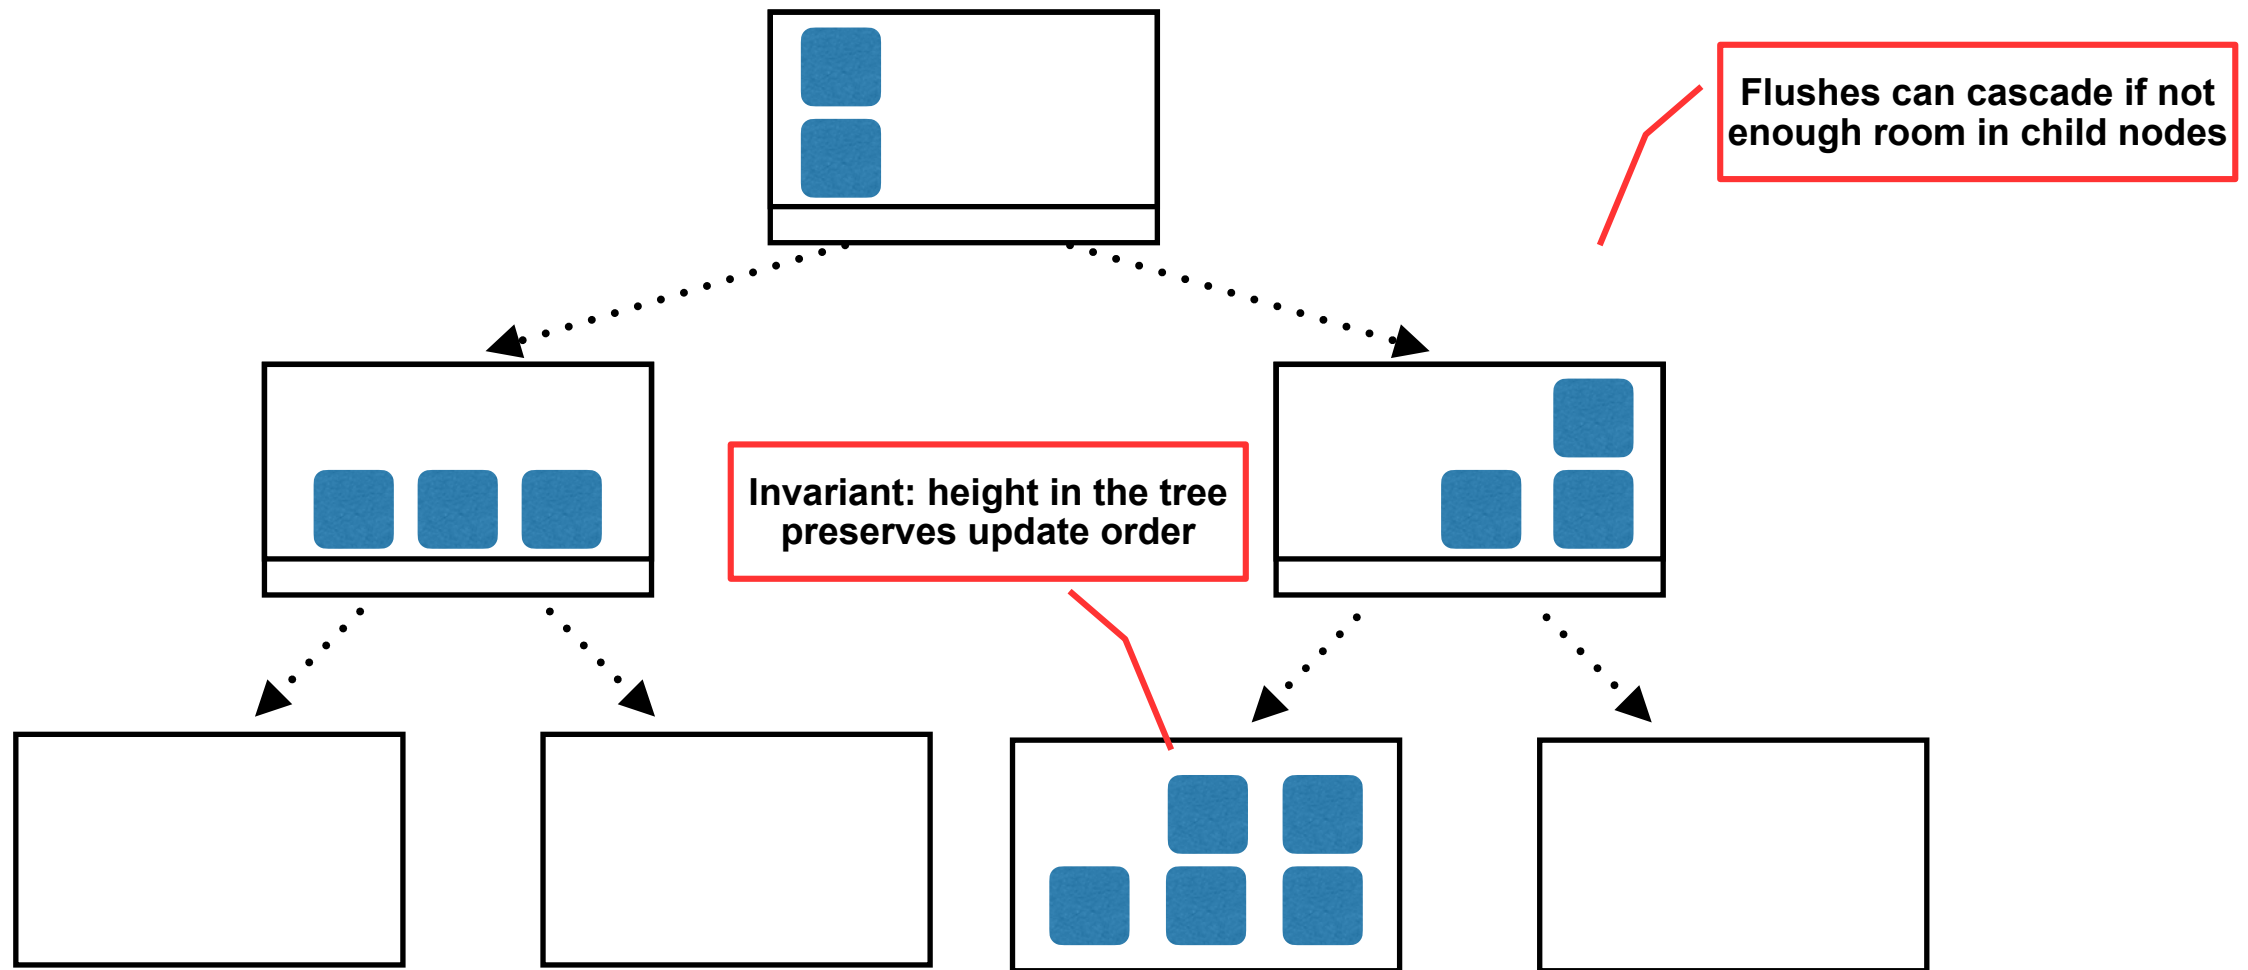 Flushes can cascade if not
enough room in child nodes
Invariant: height in the tree
preserves update order